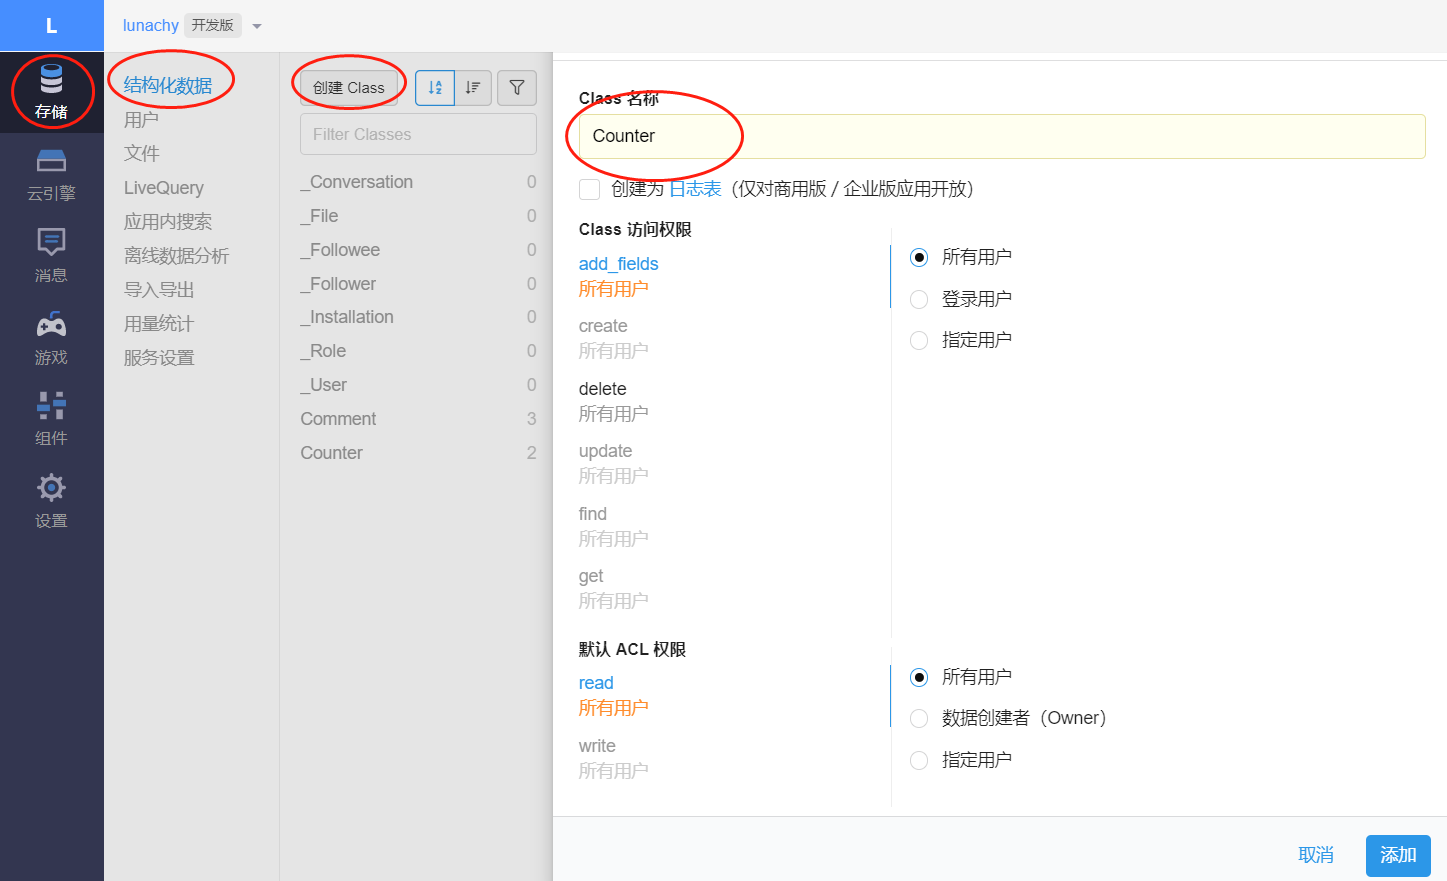 L
lunachy 开发版
存储
云引擎
消息
游戏
组件
设置
结构化数据
用户
文件
LiveQuery
应用内搜索
离线数据分析
导入导出
用量统计
服务设置
创建 Class
Filter Classes
_Conversation 0
_File 0
_Followee 0
_Follower 0
_Installation 0
_Role 0
_User 0
Comment 3
Counter 2
Class 名称
Counter
创建为 日志表（仅对商用版 / 企业版应用开放）
Class 访问权限
add_fields
所有用户
create
所有用户
delete
所有用户
update
所有用户
find
所有用户
get
所有用户
所有用户
登录用户
指定用户
默认 ACL 权限
read
所有用户
write
所有用户
所有用户
数据创建者（Owner）
指定用户
取消
添加